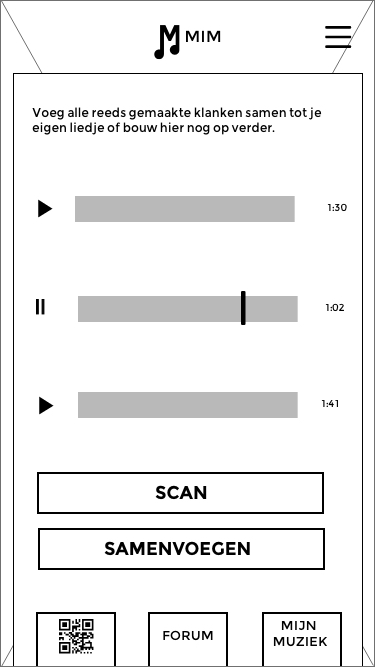 MIM
Voeg alle reeds gemaakte klanken samen tot je
eigen liedje of bouw hier nog op verder.
1:30
1:02
1:41
SCAN
SAMENVOEGEN
FORUM
MIJN
MUZIEK